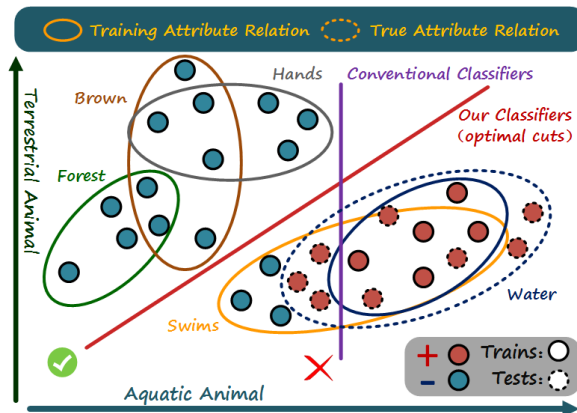 Training Attribute Relation
True Attribute Relation
Terrestrial Animal
Brown
Hands
Conventional Classifiers
Our Classifiers
(optimal cuts)
Forest
Swims
Water
+ Trains:
- Tests:
Aquatic Animal